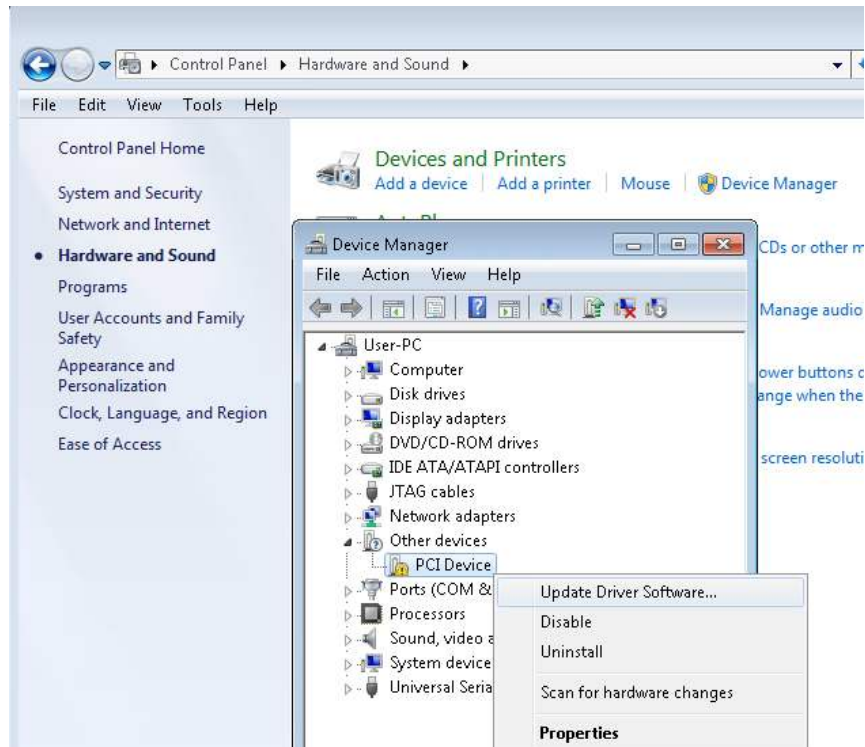 Control Panel Hardware and Sound
File Edit View Tools Help
Control Panel Home
System and Security
Network and Internet
Hardware and Sound
Programs
User Accounts and Family
Safety
Appearance and
Personalization
Clock, Language, and Region
Ease of Access
Devices and Printers
Add a device Add a printer Mouse Device Manager
CDs or other m
Manage audio
ower buttons
ange when the
screen resoluti
Device Manager
File Action View Help
User-PC
Computer
Disk drives
Display adapters
DVD/CD-ROM drives
IDE ATA/ATAPI controllers
JTAG cables
Network adapters
Other devices
PCI Device
Ports (COM &
Processors
Sound, video a
System device
Universal Seria
Update Driver Software...
Disable
Uninstall
Scan for hardware changes
Properties